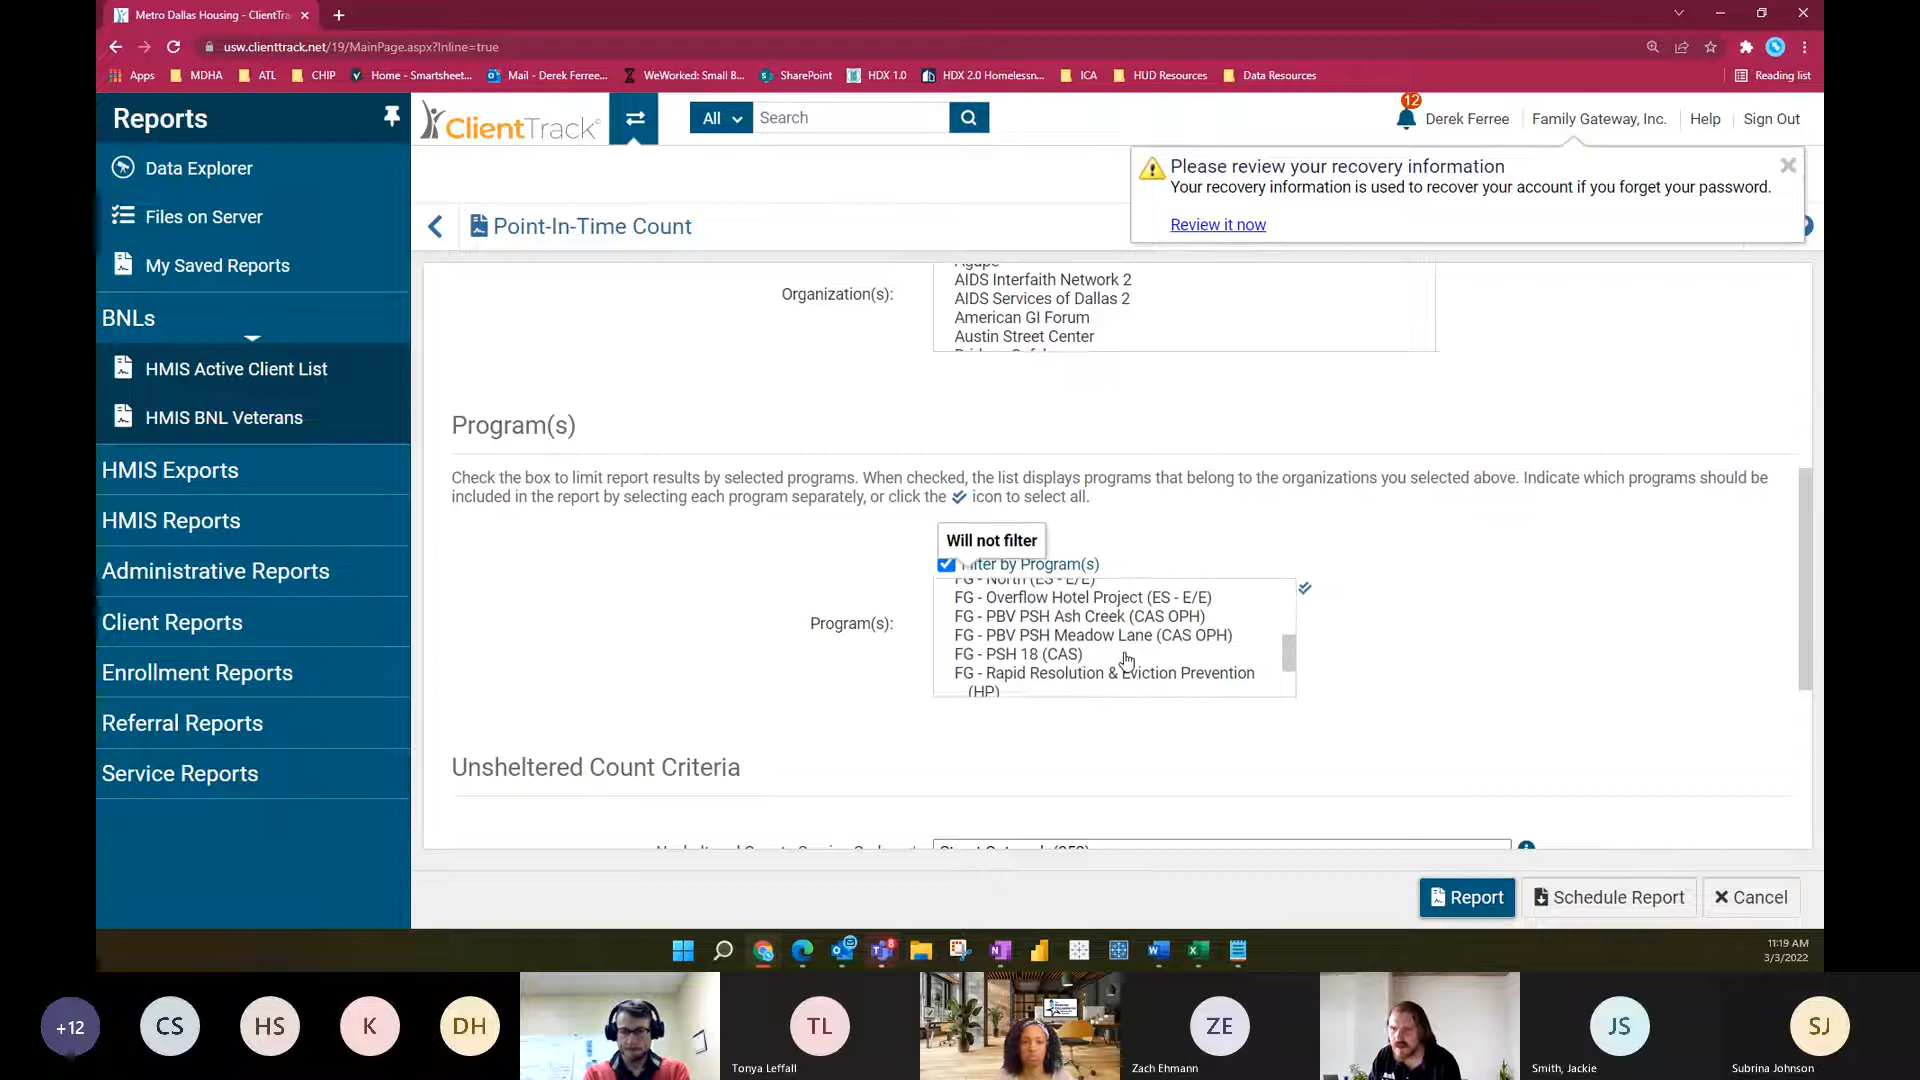 Metro Dallas Housing - ClientTra
usw.clienttrack.net/19/MainPage.aspx?Inline=true
Apps
MDHA
ATL
CHIP
Home - Smartsheet...
Mail - Derek Ferree...
WeWorked: Small B...
SharePoint
HDX 1.0
HDX 2.0 Homelessn...
ICA
HUD Resources
Data Resources
Reading list
Reports
ClientTrack
All
Search
12
Derek Ferree
Family Gateway, Inc.
Help
Sign Out
Data Explorer
Files on Server
My Saved Reports
BNLs
HMIS Active Client List
HMIS BNL Veterans
HMIS Exports
HMIS Reports
Administrative Reports
Client Reports
Enrollment Reports
Referral Reports
Service Reports
Please review your recovery information
Your recovery information is used to recover your account if you forget your password.
Review it now
Point-In-Time Count
Organization(s):
Agape
AIDS Interfaith Network 2
AIDS Services of Dallas 2
American GI Forum
Austin Street Center
Program(s)
Check the box to limit report results by selected programs. When checked, the list displays programs that belong to the organizations you selected above. Indicate which programs should be
included in the report by selecting each program separately, or click the icon to select all.
Will not filter
Filter by Program(s)
Program(s):
FG - North (ES - E/E)
FG - Overflow Hotel Project (ES - E/E)
FG - PBV PSH Ash Creek (CAS OPH)
FG - PBV PSH Meadow Lane (CAS OPH)
FG - PSH 18 (CAS)
FG - Rapid Resolution & Eviction Prevention
(HP)
Unsheltered Count Criteria
Report
Schedule Report
Cancel
8
11:19 AM
3/3/2022
+12
CS
HS
K
DH
TL
Tonya Leffall
ZE
Zach Ehmann
JS
Smith, Jackie
SJ
Subrina Johnson